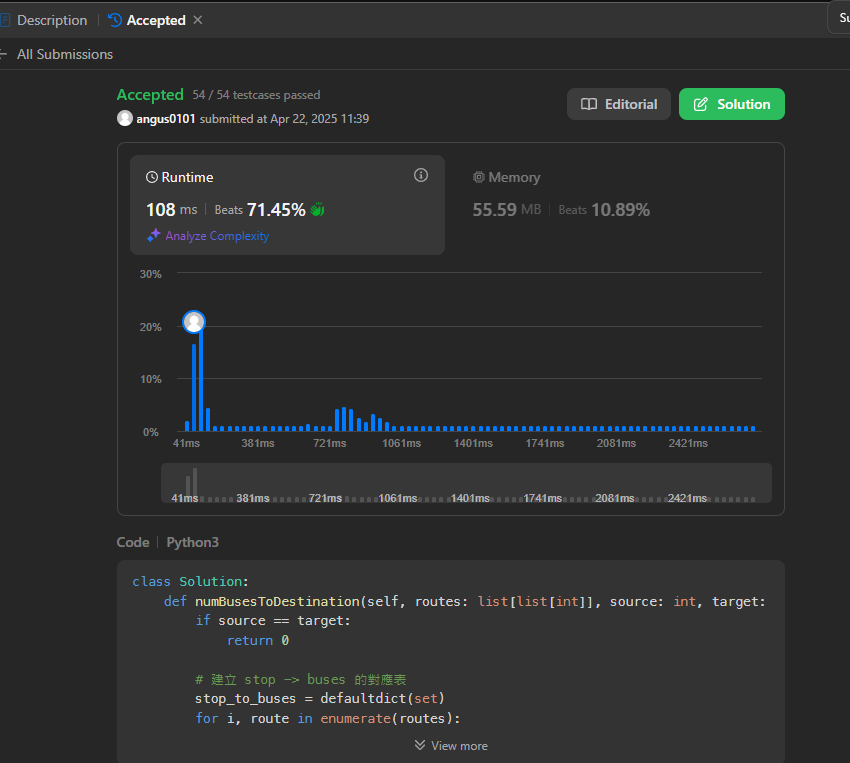 Description | Accepted ×
Su
All Submissions
Accepted 54 / 54 testcases passed
angus0101 submitted at Apr 22, 2025 11:39
Editorial
Solution
Runtime
108 ms | Beats 71.45%
Analyze Complexity
Memory
55.59 MB | Beats 10.89%
30%
20%
10%
0%
41ms 381ms 721ms 1061ms 1401ms 1741ms 2081ms 2421ms
41ms 381ms 721ms 1061ms 1401ms 1741ms 2081ms 2421ms
Code | Python3
class Solution:
    def numBusesToDestination(self, routes: list[list[int]], source: int, target:
        if source == target:
            return 0
        # 建立 stop -> buses 的對應表
        stop_to_buses = defaultdict(set)
        for i, route in enumerate(routes):
View more